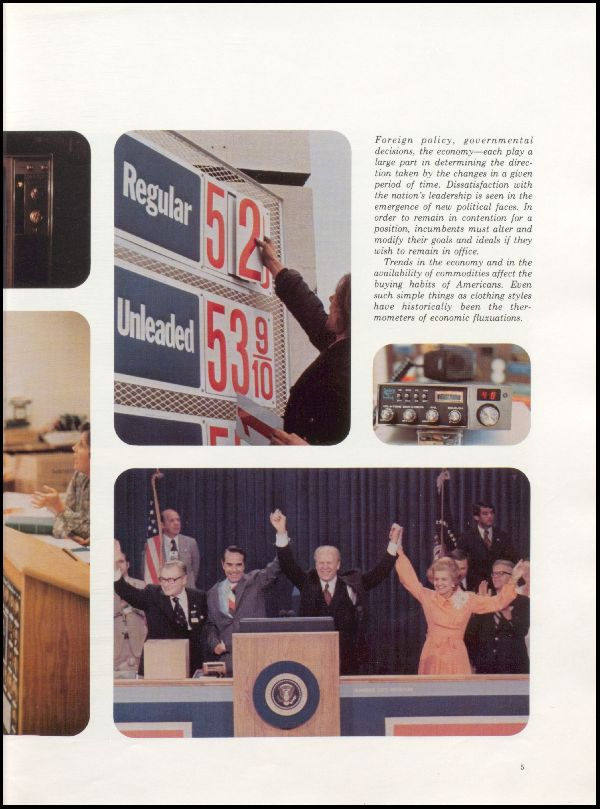 Foreign policy, governmental
decisions, the economy—each play a
large part in determining the direc-
tion taken by the changes in a given
period of time. Dissatisfaction with
the nation's leadership is seen in the
emergence of new political faces. In
order to remain in contention for a
position, incumbents must alter and
modify their goals and ideals if they
wish to remain in office.
Trends in the economy and in the
availability of commodities affect the
buying habits of Americans. Even
such simple things as clothing styles
have historically been the ther-
mometers of economic fluxuations.
Regular
52
Unleaded
53 9/10
5